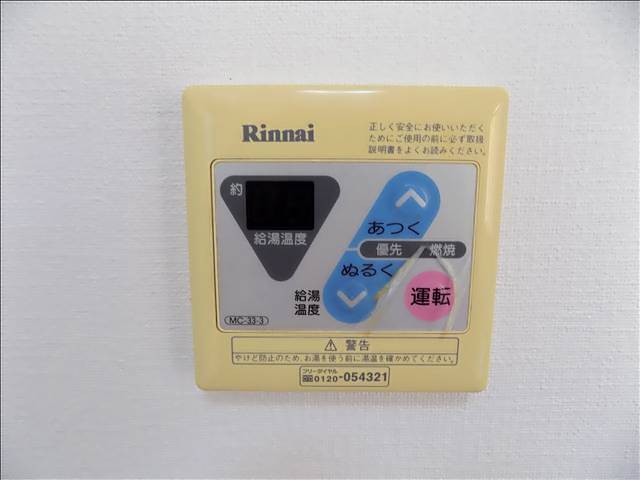 Rinnai
正しく安全にお使いいただく
ためにご使用の前に必ず取扱
説明書をよくお読みください。
約
給湯温度
あつく
優先 燃焼
ぬるく
給湯
温度
運転
MC-33-3
⚠ 警告
やけど防止のため、お湯を使う前に湯温を確かめてください。
フリーダイヤル
0120-054321